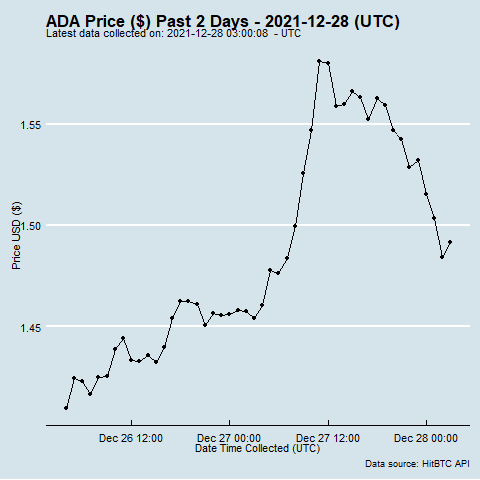 ADA Price ($) Past 2 Days - 2021-12-28 (UTC)
Latest data collected on: 2021-12-28 03:00:08 - UTC
1.55
1.50
1.45
Price USD ($)
Dec 26 12:00
Dec 27 00:00
Dec 27 12:00
Dec 28 00:00
Date Time Collected (UTC)
Data source: HitBTC API